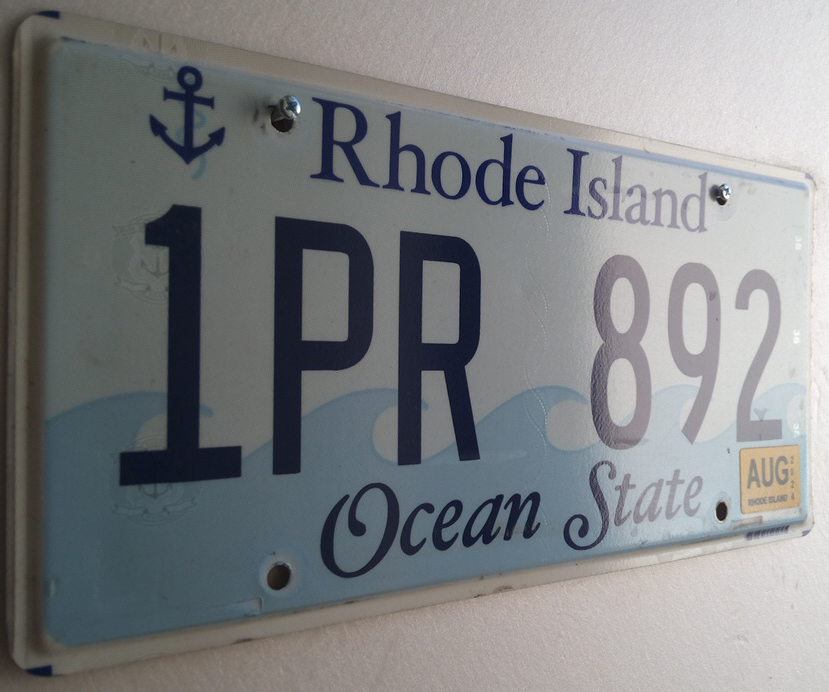 Rhode Island
1PR 892
Ocean State
AUG
RHODE ISLAND